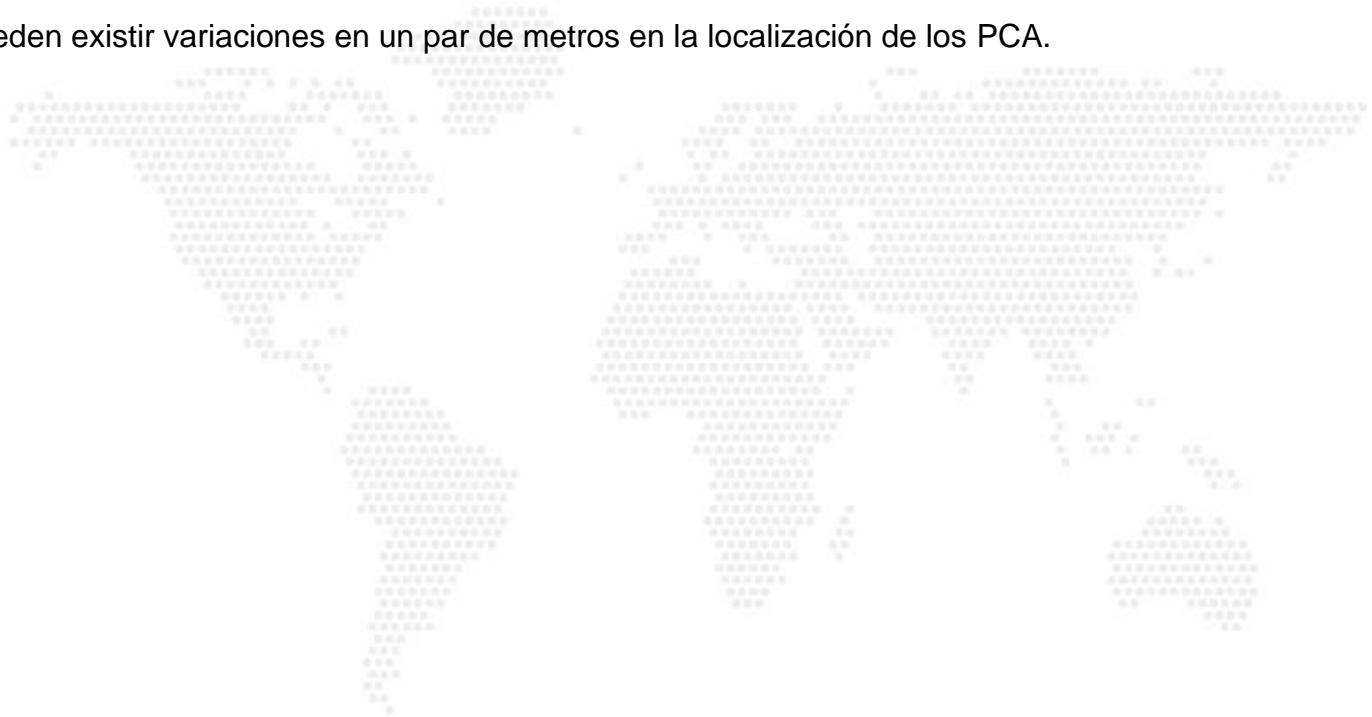 eden existir variaciones en un par de metros en la localización de los PCA.